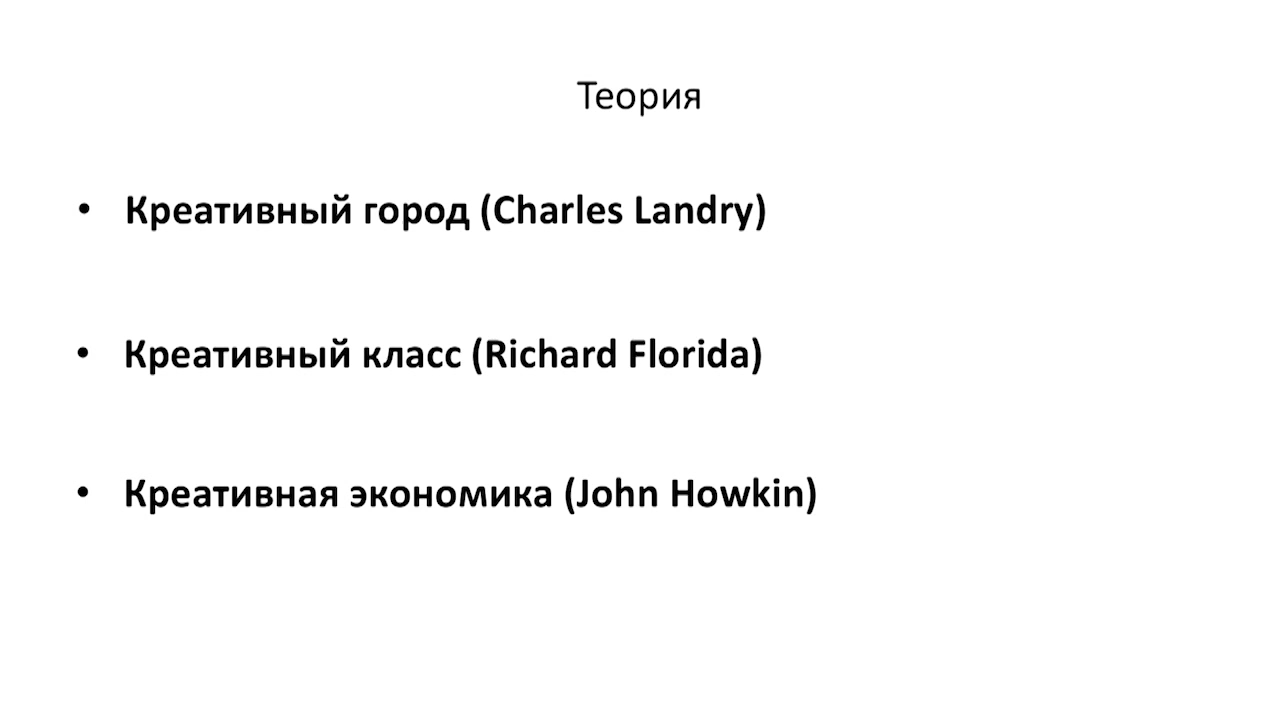 Теория
• Креативный город (Charles Landry)
• Креативный класс (Richard Florida)
• Креативная экономика (John Howkin)